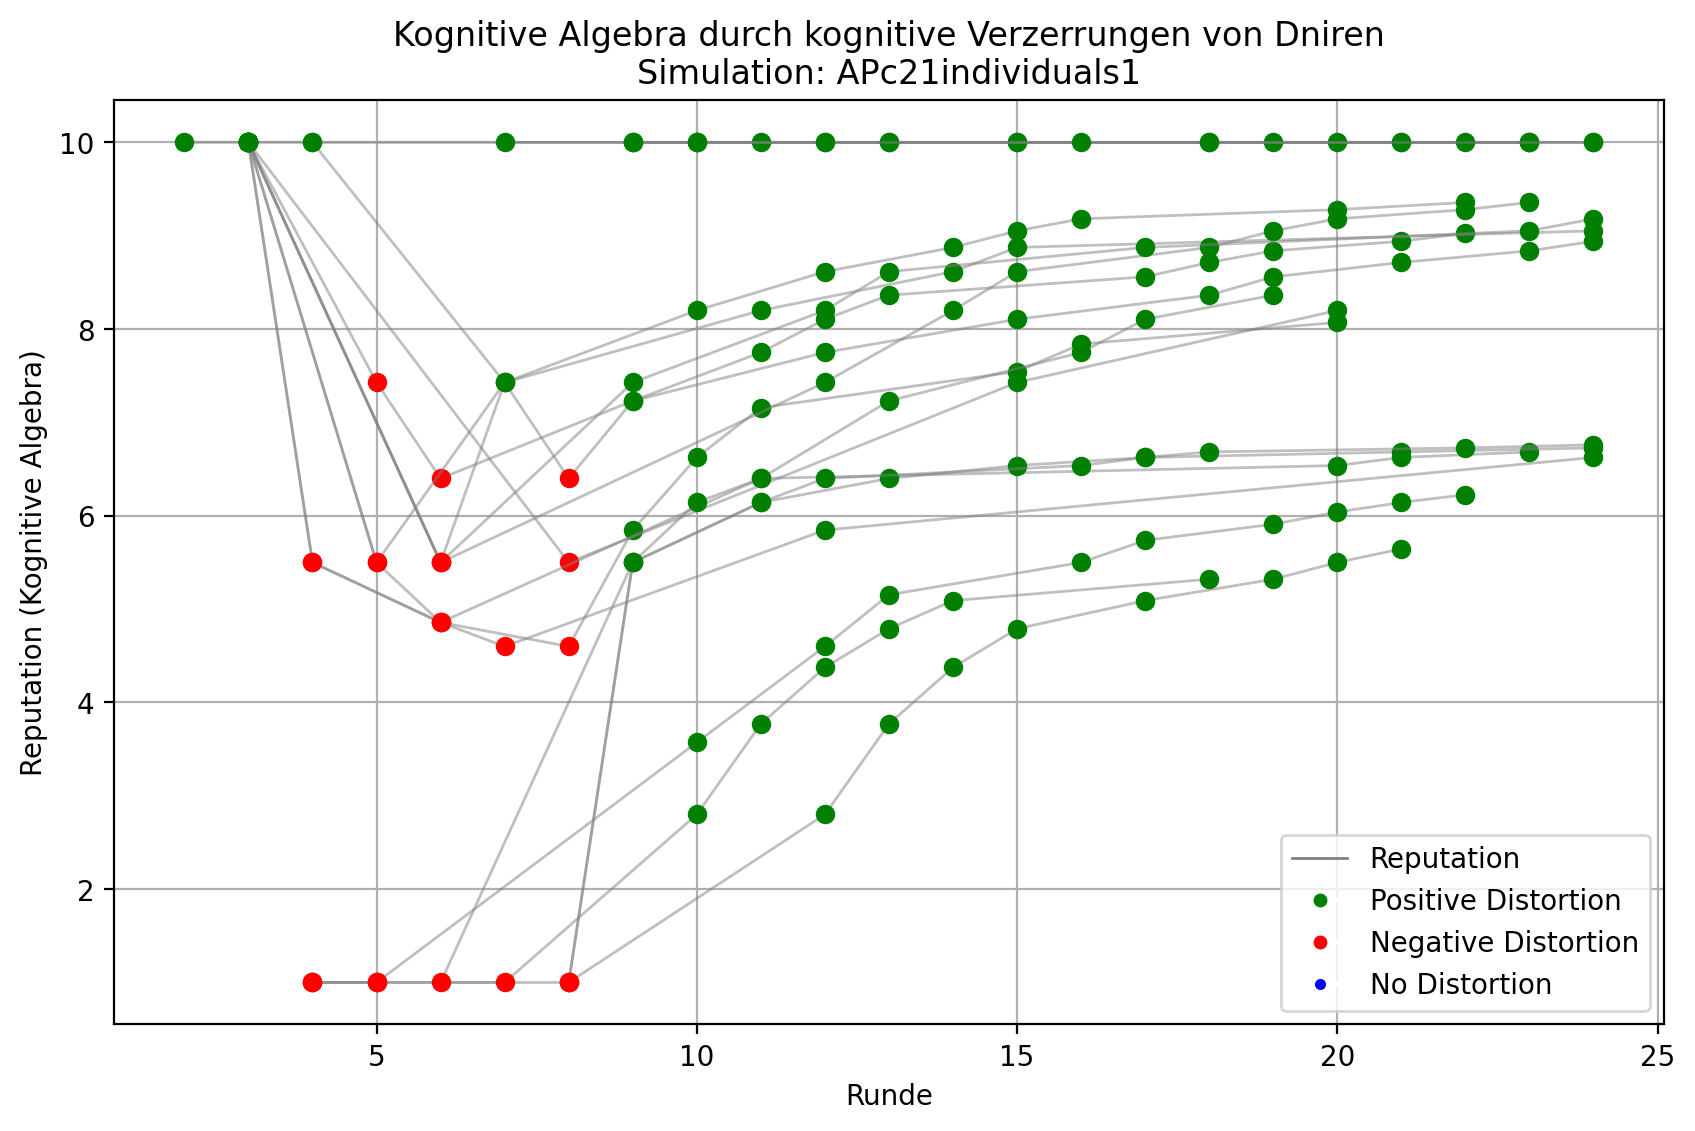 Kognitive Algebra durch kognitive Verzerrungen von Dniren
Simulation: APc21individuals1
Reputation (Kognitive Algebra)
10
8
6
4
2
5
10
15
20
25
Runde
Reputation
Positive Distortion
Negative Distortion
No Distortion